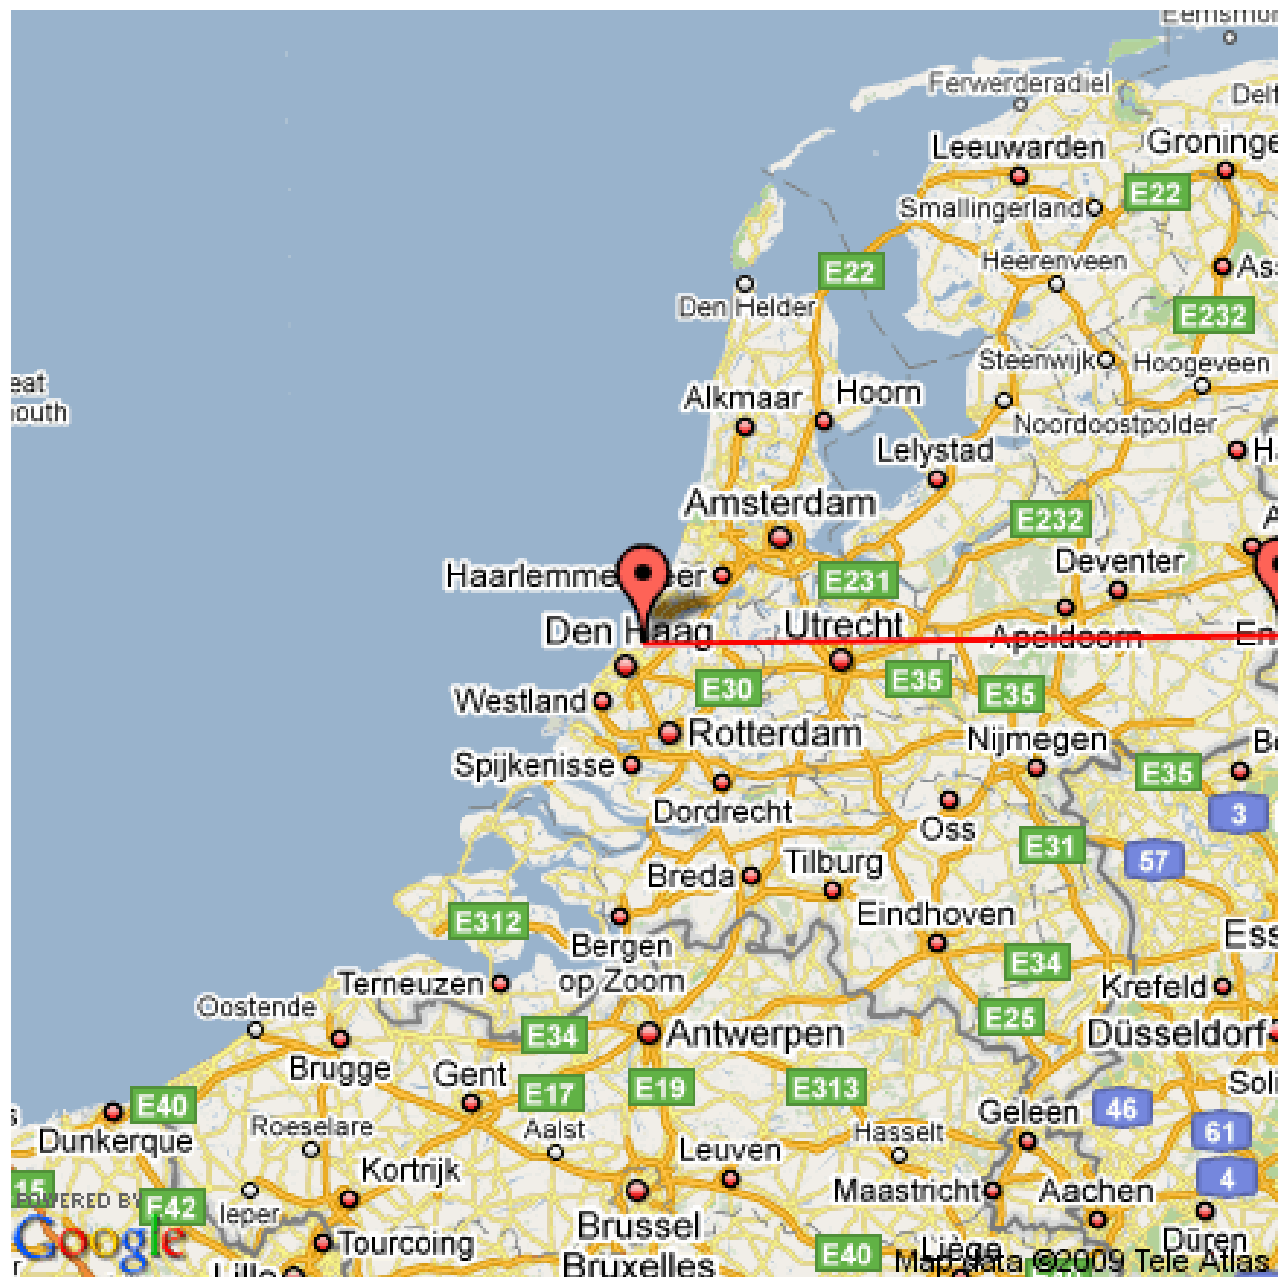 Ferwerderadiel
Leeuwarden
E22
Smallingerland
Heerenveen
E22
Den Helder
E232
Steenwijk
Hoogeveen
Alkmaar
Hoorn
Noordoostpolder
Lelystad
Amsterdam
E232
Deventer
E231
Den Haag
Utrecht
Apeldoorn
E30
E35
E35
Westland
Rotterdam
Nijmegen
Spijkenisse
E35
Dordrecht
3
Oss
E31
57
Breda
Tilburg
E312
Eindhoven
Bergen
op Zoom
E34
Terneuzen
Krefeld
Oostende
E25
E34
Antwerpen
Düsseldorf
Brugge
Gent
E17
E19
E313
E40
Geleen
46
Dunkerque
Roeselare
Aalst
Hasselt
61
Kortrijk
Leuven
4
Maastricht
Aachen
POWERED BY
Google
E42
Ieper
Brussel
Bruxelles
Tourcoing
Düren
E40
Liège
Map data ©2009 Tele Atlas